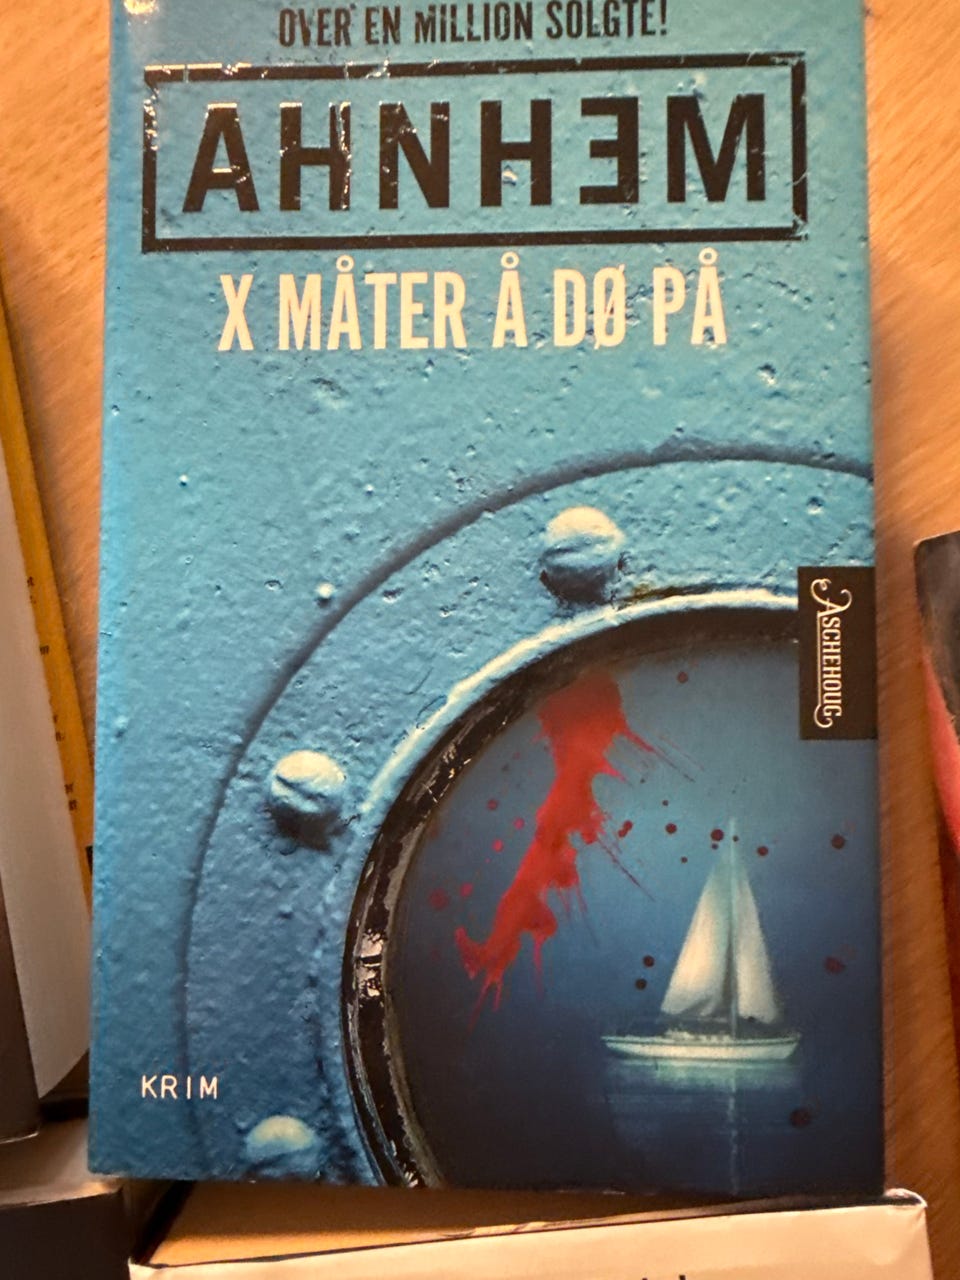 OVER EN MILLION SOLGTE!
AHNHEM
X MÅTER Å DØ PÅ
ASCHEHOUG
KRIM